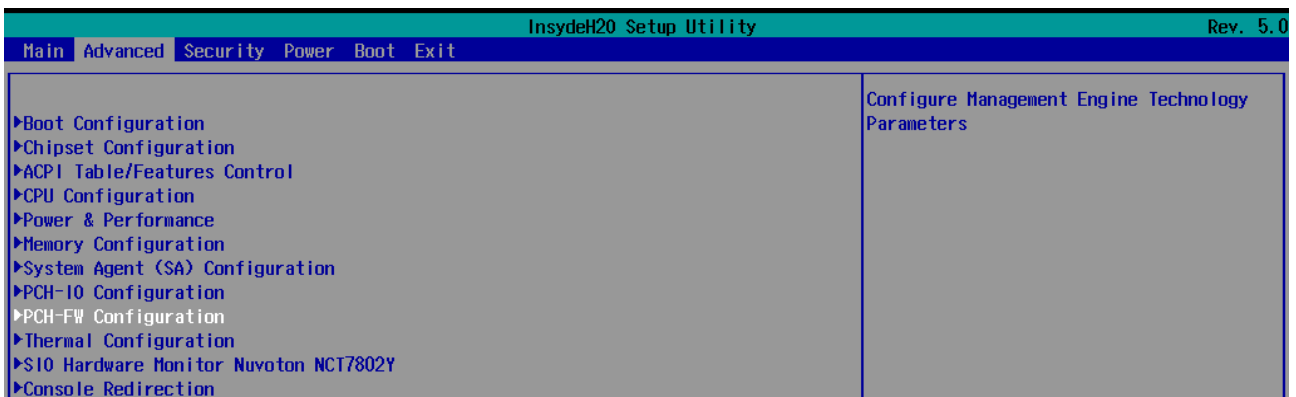 InsydeH20 Setup Utility Rev. 5.0
Main Advanced Security Power Boot Exit
▶Boot Configuration
▶Chipset Configuration
▶ACPI Table/Features Control
▶CPU Configuration
▶Power & Performance
▶Memory Configuration
▶System Agent (SA) Configuration
▶PCH-IO Configuration
▶PCH-FW Configuration
▶Thermal Configuration
▶SIO Hardware Monitor Nuvoton NCT7802Y
▶Console Redirection
Configure Management Engine Technology
Parameters